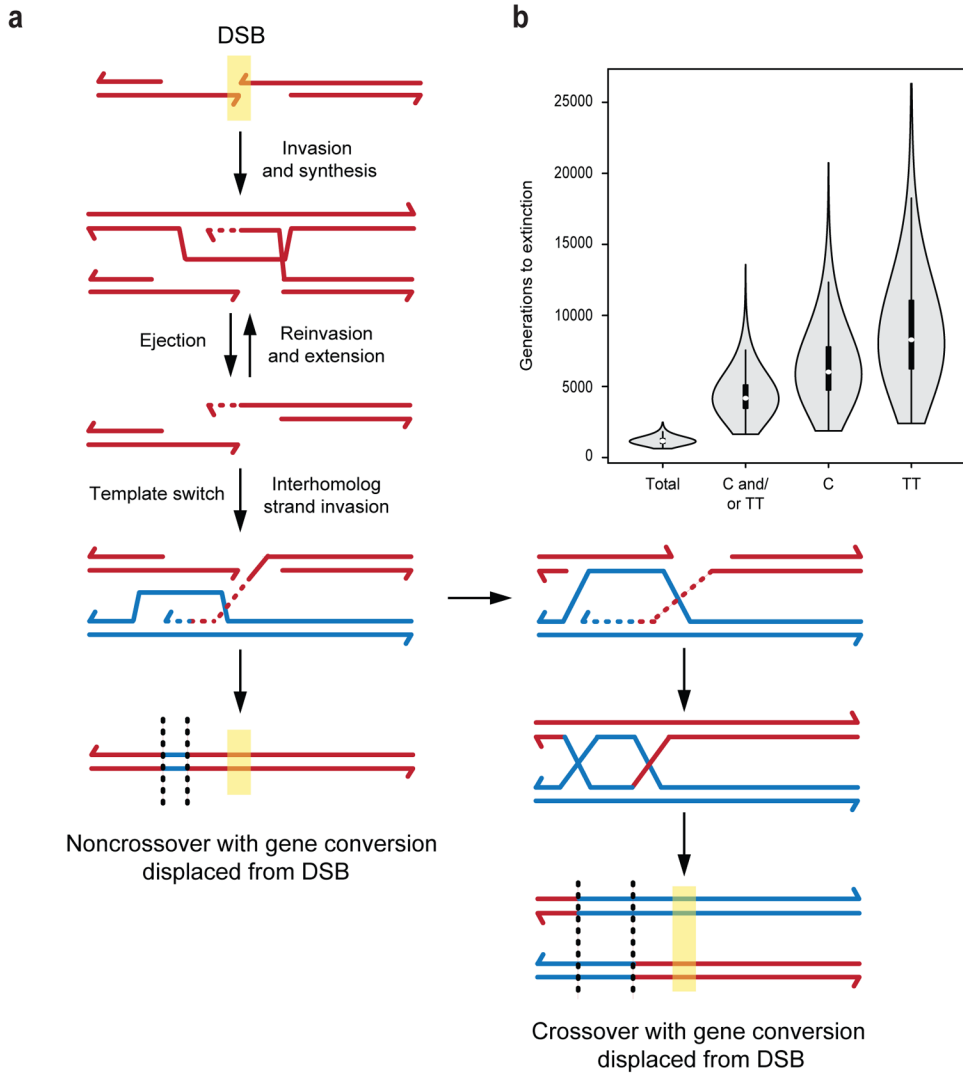 a
DSB
Invasion
and synthesis
Ejection
Reinvasion
and extension
Template switch
Interhomolog
strand invasion
Noncrossover with gene conversion
displaced from DSB
Crossover with gene conversion
displaced from DSB
b
Generations to extinction
25000
20000
15000
10000
5000
0
Total
C and/
or TT
C
TT